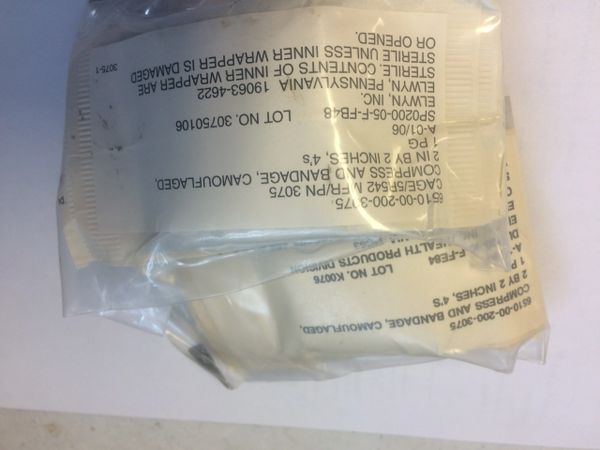 6510-00-200-3075.
CAGE/5F542 MFR/PN 3075
COMPRESS AND BANDAGE, CAMOUFLAGED,
2 IN BY 2 INCHES, 4's
1 PG
A-01/06
SP0200-05-F-FB48 LOT NO. 30750106
ELWYN, INC.
ELWYN, PENNSYLVANIA 19063-4622
STERILE. CONTENTS OF INNER WRAPPER ARE
STERILE UNLESS INNER WRAPPER IS DAMAGED
OR OPENED.
3075-1
6510-00-200-3075
COMPRESS AND BANDAGE, CAMOUFLAGED,
2 BY 2 INCHES, 4'S
1 P
A-
F-FE84 LOT NO. K0076
HEALTH PRODUCTS DIVISION